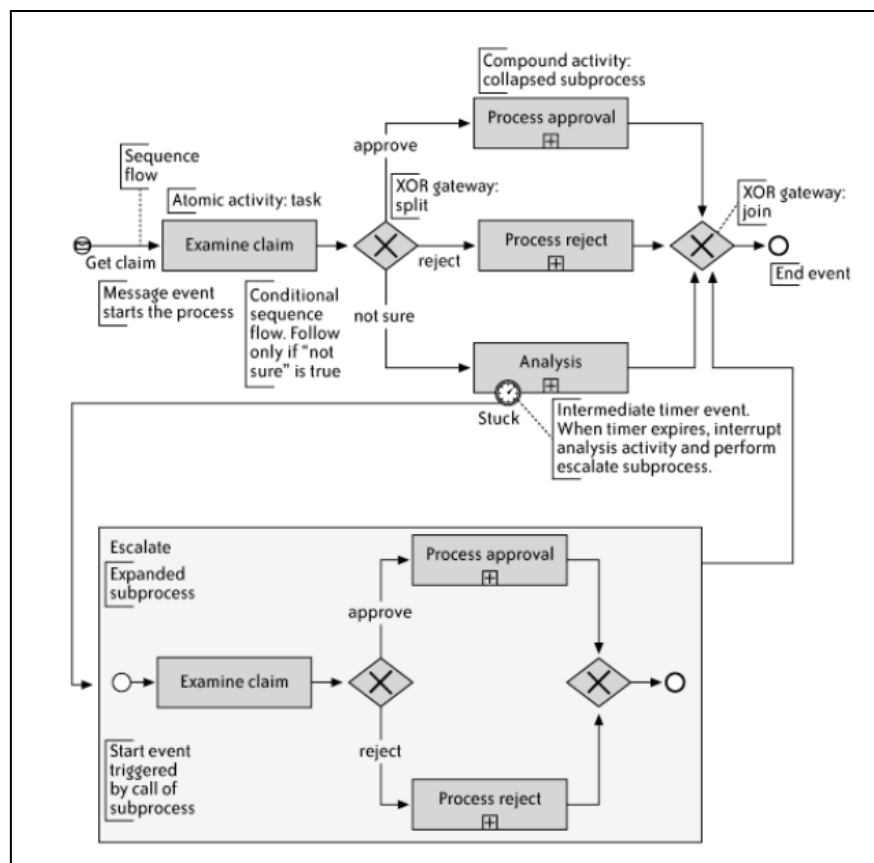 Compound activity:
collapsed subprocess
Process approval
approve
Sequence
flow
Atomic activity: task
XOR gateway:
split
XOR gateway:
join
Examine claim
Process reject
Get claim
reject
End event
Message event
starts the process
Conditional
sequence
flow. Follow
only if “not
sure” is true
not sure
Analysis
Stuck
Intermediate timer event.
When timer expires, interrupt
analysis activity and perform
escalate subprocess.
Escalate
Expanded
subprocess
Process approval
approve
Examine claim
reject
Start event
triggered
by call of
subprocess
Process reject